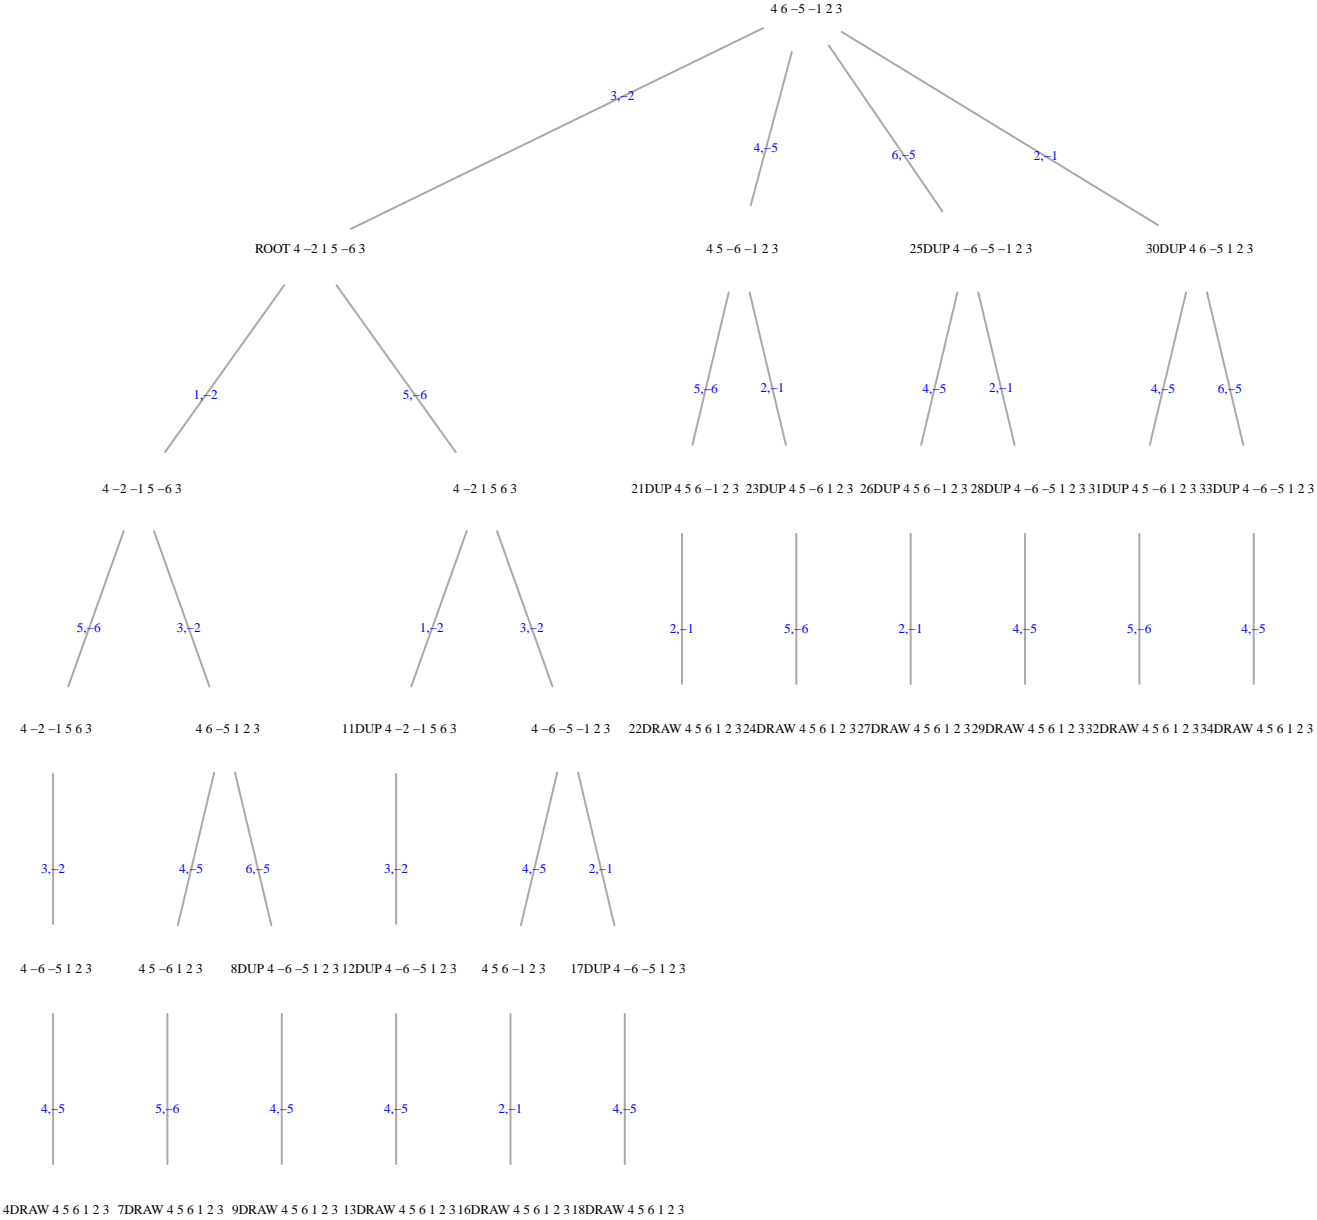 4 6 −5 −1 2 3
3,−2
4,−5
6,−5
2,−1
ROOT 4 −2 1 5 −6 3
4 5 −6 −1 2 3
25DUP 4 −6 −5 −1 2 3
30DUP 4 6 −5 1 2 3
1,−2
5,−6
5,−6
2,−1
4,−5
2,−1
4,−5
6,−5
4 −2 −1 5 −6 3
4 −2 1 5 6 3
21DUP 4 5 6 −1 2 3
23DUP 4 5 −6 1 2 3
26DUP 4 5 6 −1 2 3
28DUP 4 −6 −5 1 2 3
31DUP 4 5 −6 1 2 3
33DUP 4 −6 −5 1 2 3
5,−6
3,−2
1,−2
3,−2
2,−1
5,−6
2,−1
4,−5
5,−6
4,−5
4 −2 −1 5 6 3
4 6 −5 1 2 3
11DUP 4 −2 −1 5 6 3
4 −6 −5 −1 2 3
22DRAW 4 5 6 1 2 3
24DRAW 4 5 6 1 2 3
27DRAW 4 5 6 1 2 3
29DRAW 4 5 6 1 2 3
32DRAW 4 5 6 1 2 3
34DRAW 4 5 6 1 2 3
3,−2
4,−5
6,−5
3,−2
4,−5
2,−1
4 −6 −5 1 2 3
4 5 −6 1 2 3
8DUP 4 −6 −5 1 2 3
12DUP 4 −6 −5 1 2 3
4 5 6 −1 2 3
17DUP 4 −6 −5 1 2 3
4,−5
5,−6
4,−5
4,−5
2,−1
4,−5
4DRAW 4 5 6 1 2 3
7DRAW 4 5 6 1 2 3
9DRAW 4 5 6 1 2 3
13DRAW 4 5 6 1 2 3
16DRAW 4 5 6 1 2 3
18DRAW 4 5 6 1 2 3